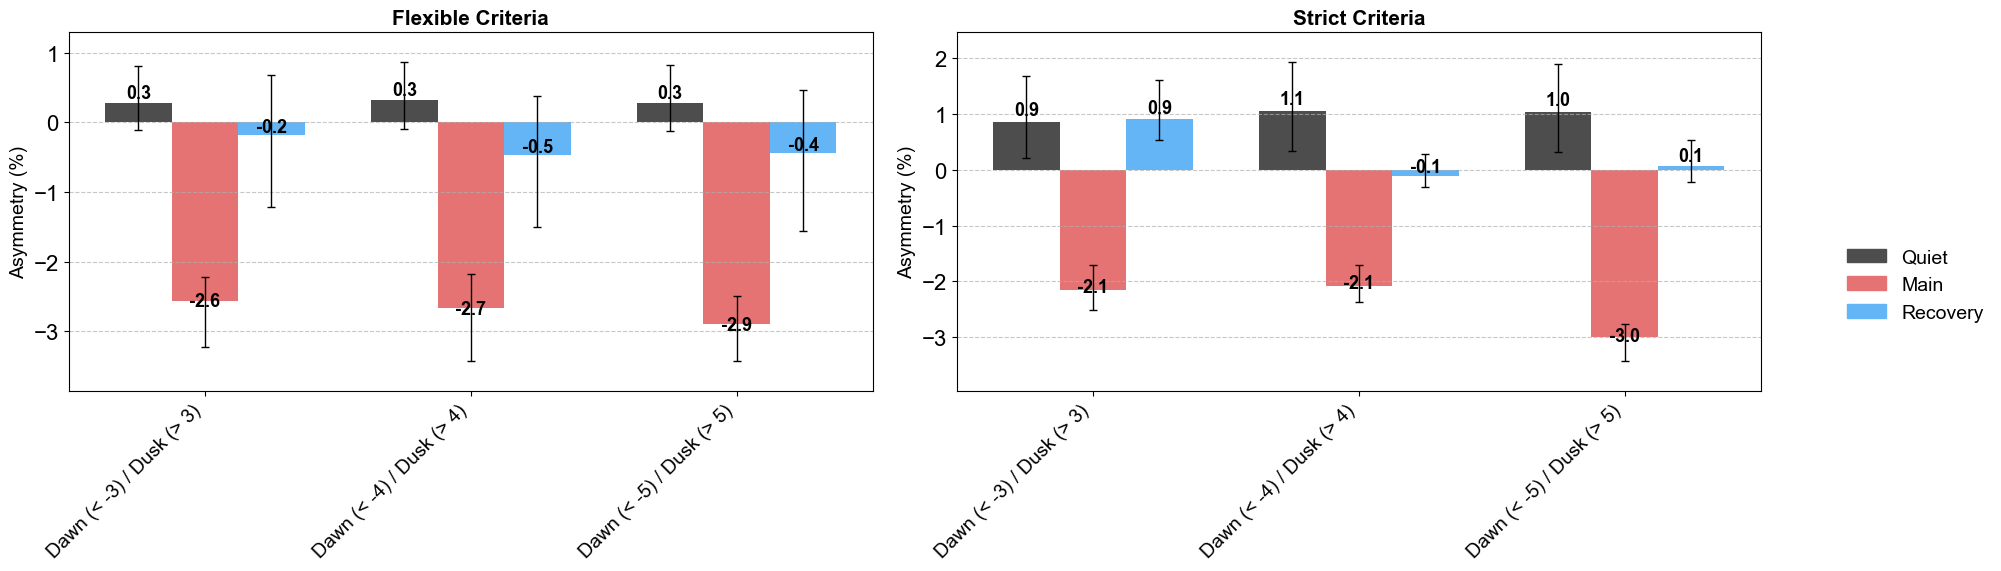 Flexible Criteria
Asymmetry (%)
1
0
−1
−2
−3
0.3
-2.6
-0.2
0.3
-2.7
-0.5
0.3
-2.9
-0.4
Dawn (< -3) / Dusk (> 3)
Dawn (< -4) / Dusk (> 4)
Dawn (< -5) / Dusk (> 5)
Strict Criteria
Asymmetry (%)
2
1
0
−1
−2
−3
0.9
-2.1
0.9
1.1
-2.1
-0.1
1.0
-3.0
0.1
Dawn (< -3) / Dusk (> 3)
Dawn (< -4) / Dusk (> 4)
Dawn (< -5) / Dusk (> 5)
Quiet
Main
Recovery